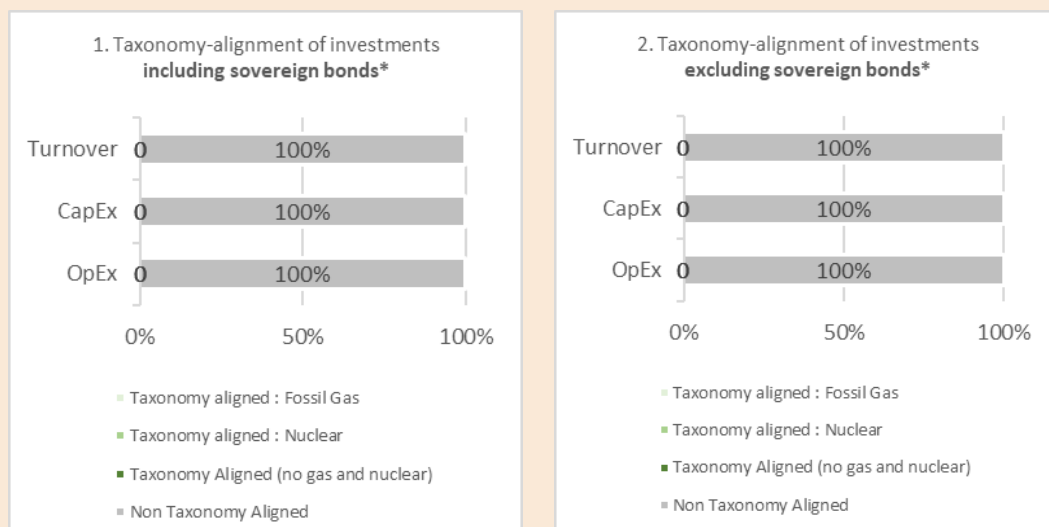 1. Taxonomy-alignment of investments
including sovereign bonds*
Turnover 0 100%
CapEx 0 100%
OpEx 0 100%
0% 50% 100%
Taxonomy aligned : Fossil Gas
Taxonomy aligned : Nuclear
Taxonomy Aligned (no gas and nuclear)
Non Taxonomy Aligned
2. Taxonomy-alignment of investments
excluding sovereign bonds*
Turnover 0 100%
CapEx 0 100%
OpEx 0 100%
0% 50% 100%
Taxonomy aligned : Fossil Gas
Taxonomy aligned : Nuclear
Taxonomy Aligned (no gas and nuclear)
Non Taxonomy Aligned